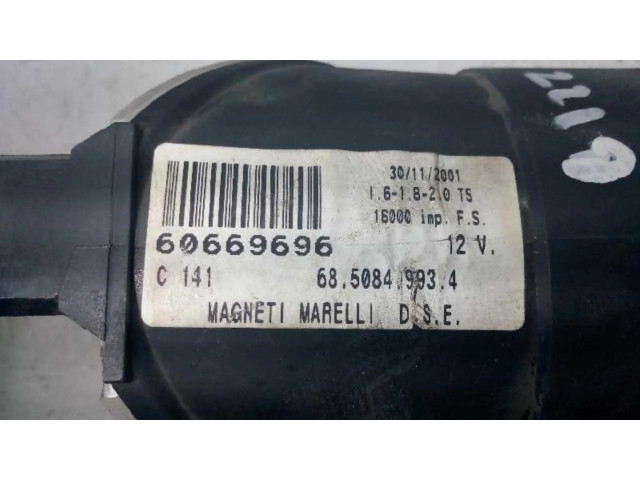 30/11/2001
1.6-1.8-2.0 TS
16000 imp. F.S.
60669696 12 V.
C 141 68.5084.993.4
MAGNETI MARELLI D.S.E.
2219